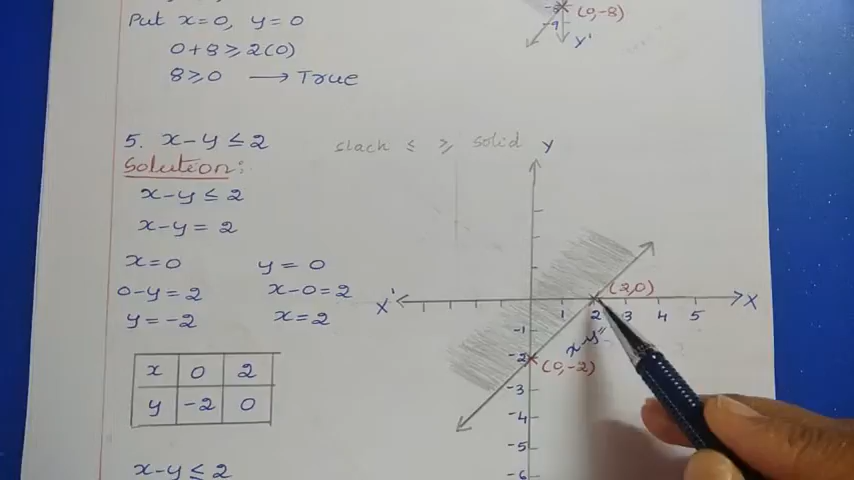 Put x=0, y=0
0+8≥2(0)
8≥0 → True
-9
(0,-8)
Y'
5. x-y≤2
slack ≤ ≥ solid
Solution:
x-y≤2
x-y=2
x=0 y=0
0-y=2 x-0=2
y=-2 x=2
x 0 2
y -2 0
x-y≤2
Y
X' X
(2,0)
1 2 3 4 5
-1
-2
(0,-2)
-3
-4
-5
-6